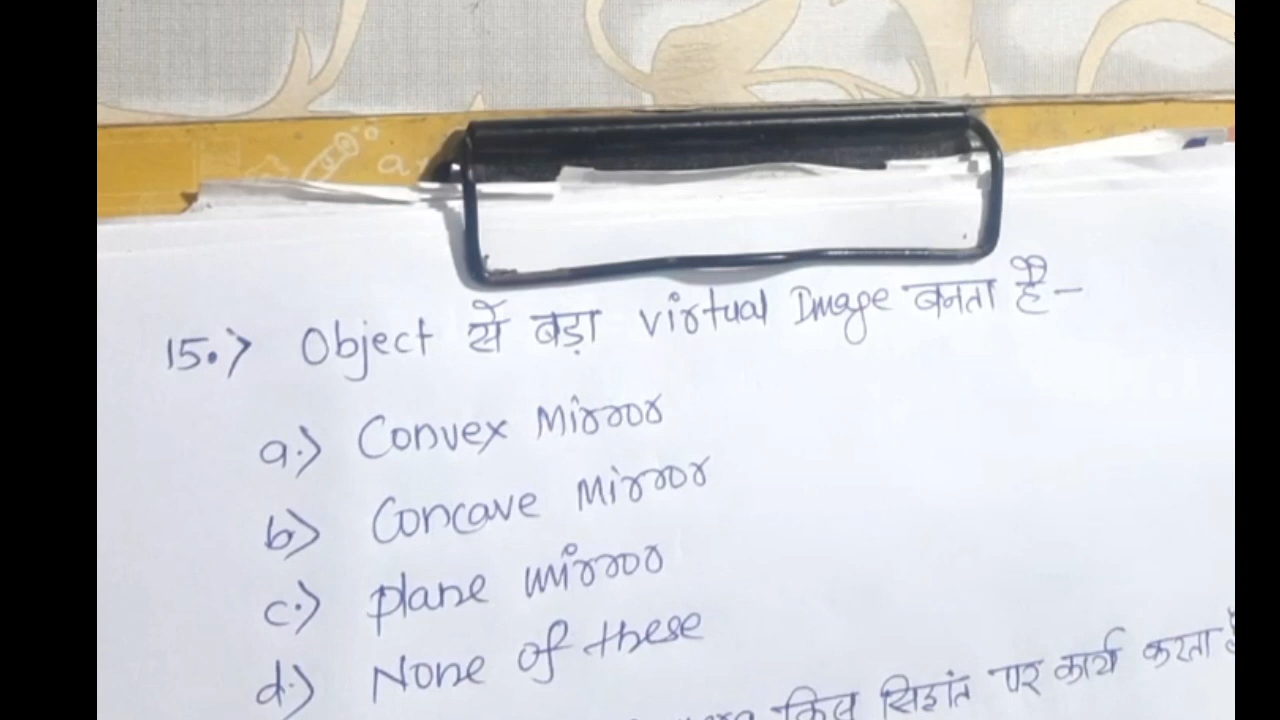 15.> Object से बड़ा virtual Image बनता है-
a.) Convex Mirror
b.) Concave Mirror
c.) plane mirror
d.) None of these
किस सिद्धांत पर कार्य करता है